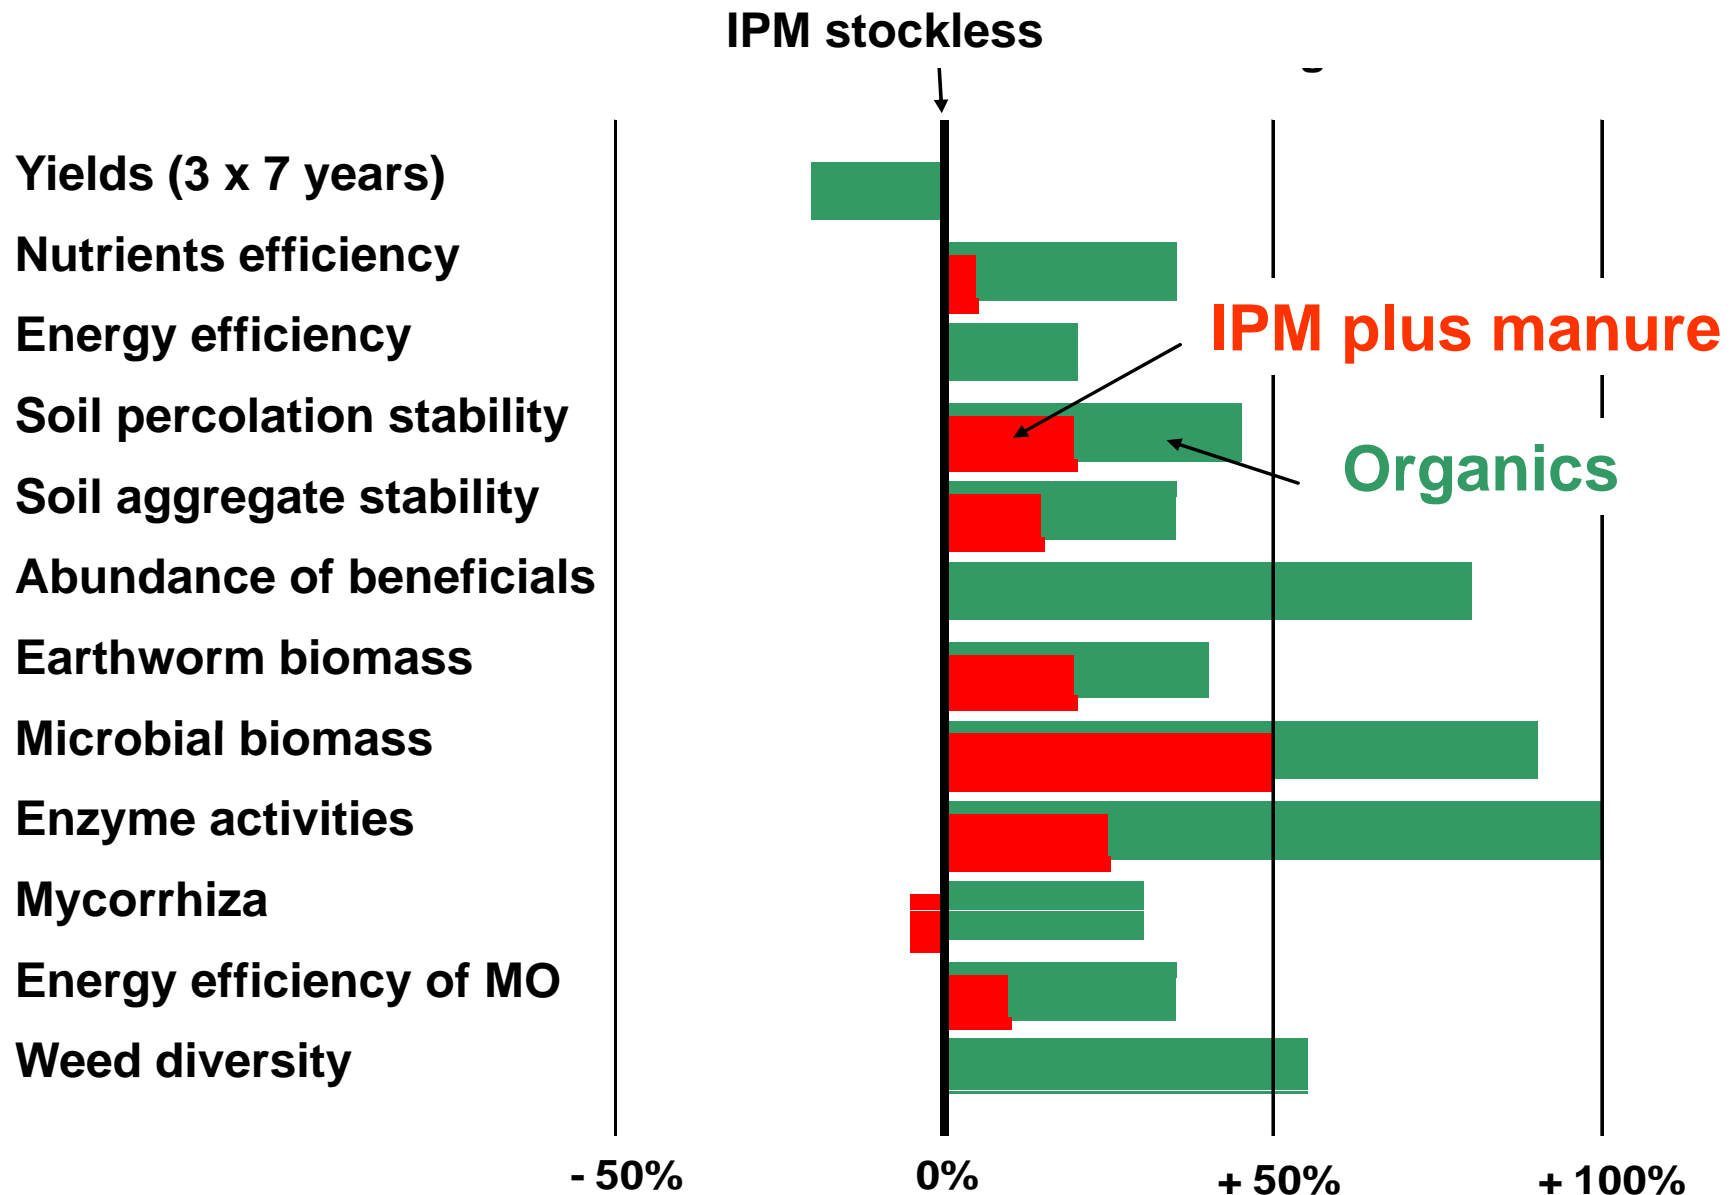 IPM stockless
Yields (3 x 7 years)
Nutrients efficiency
Energy efficiency
IPM plus manure
Soil percolation stability
Organics
Soil aggregate stability
Abundance of beneficials
Earthworm biomass
Microbial biomass
Enzyme activities
Mycorrhiza
Energy efficiency of MO
Weed diversity
- 50% 0% + 50% + 100%